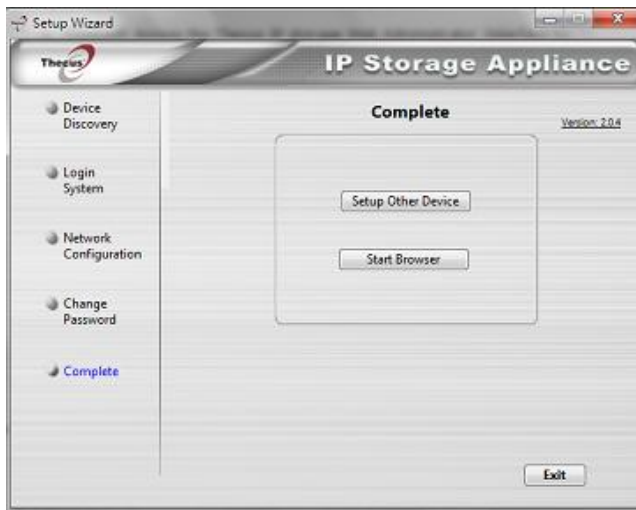 Setup Wizard
Thecus
IP Storage Appliance
Device
Discovery
Login
System
Network
Configuration
Change
Password
Complete
Complete
Version: 2.0.4
Setup Other Device
Start Browser
Exit